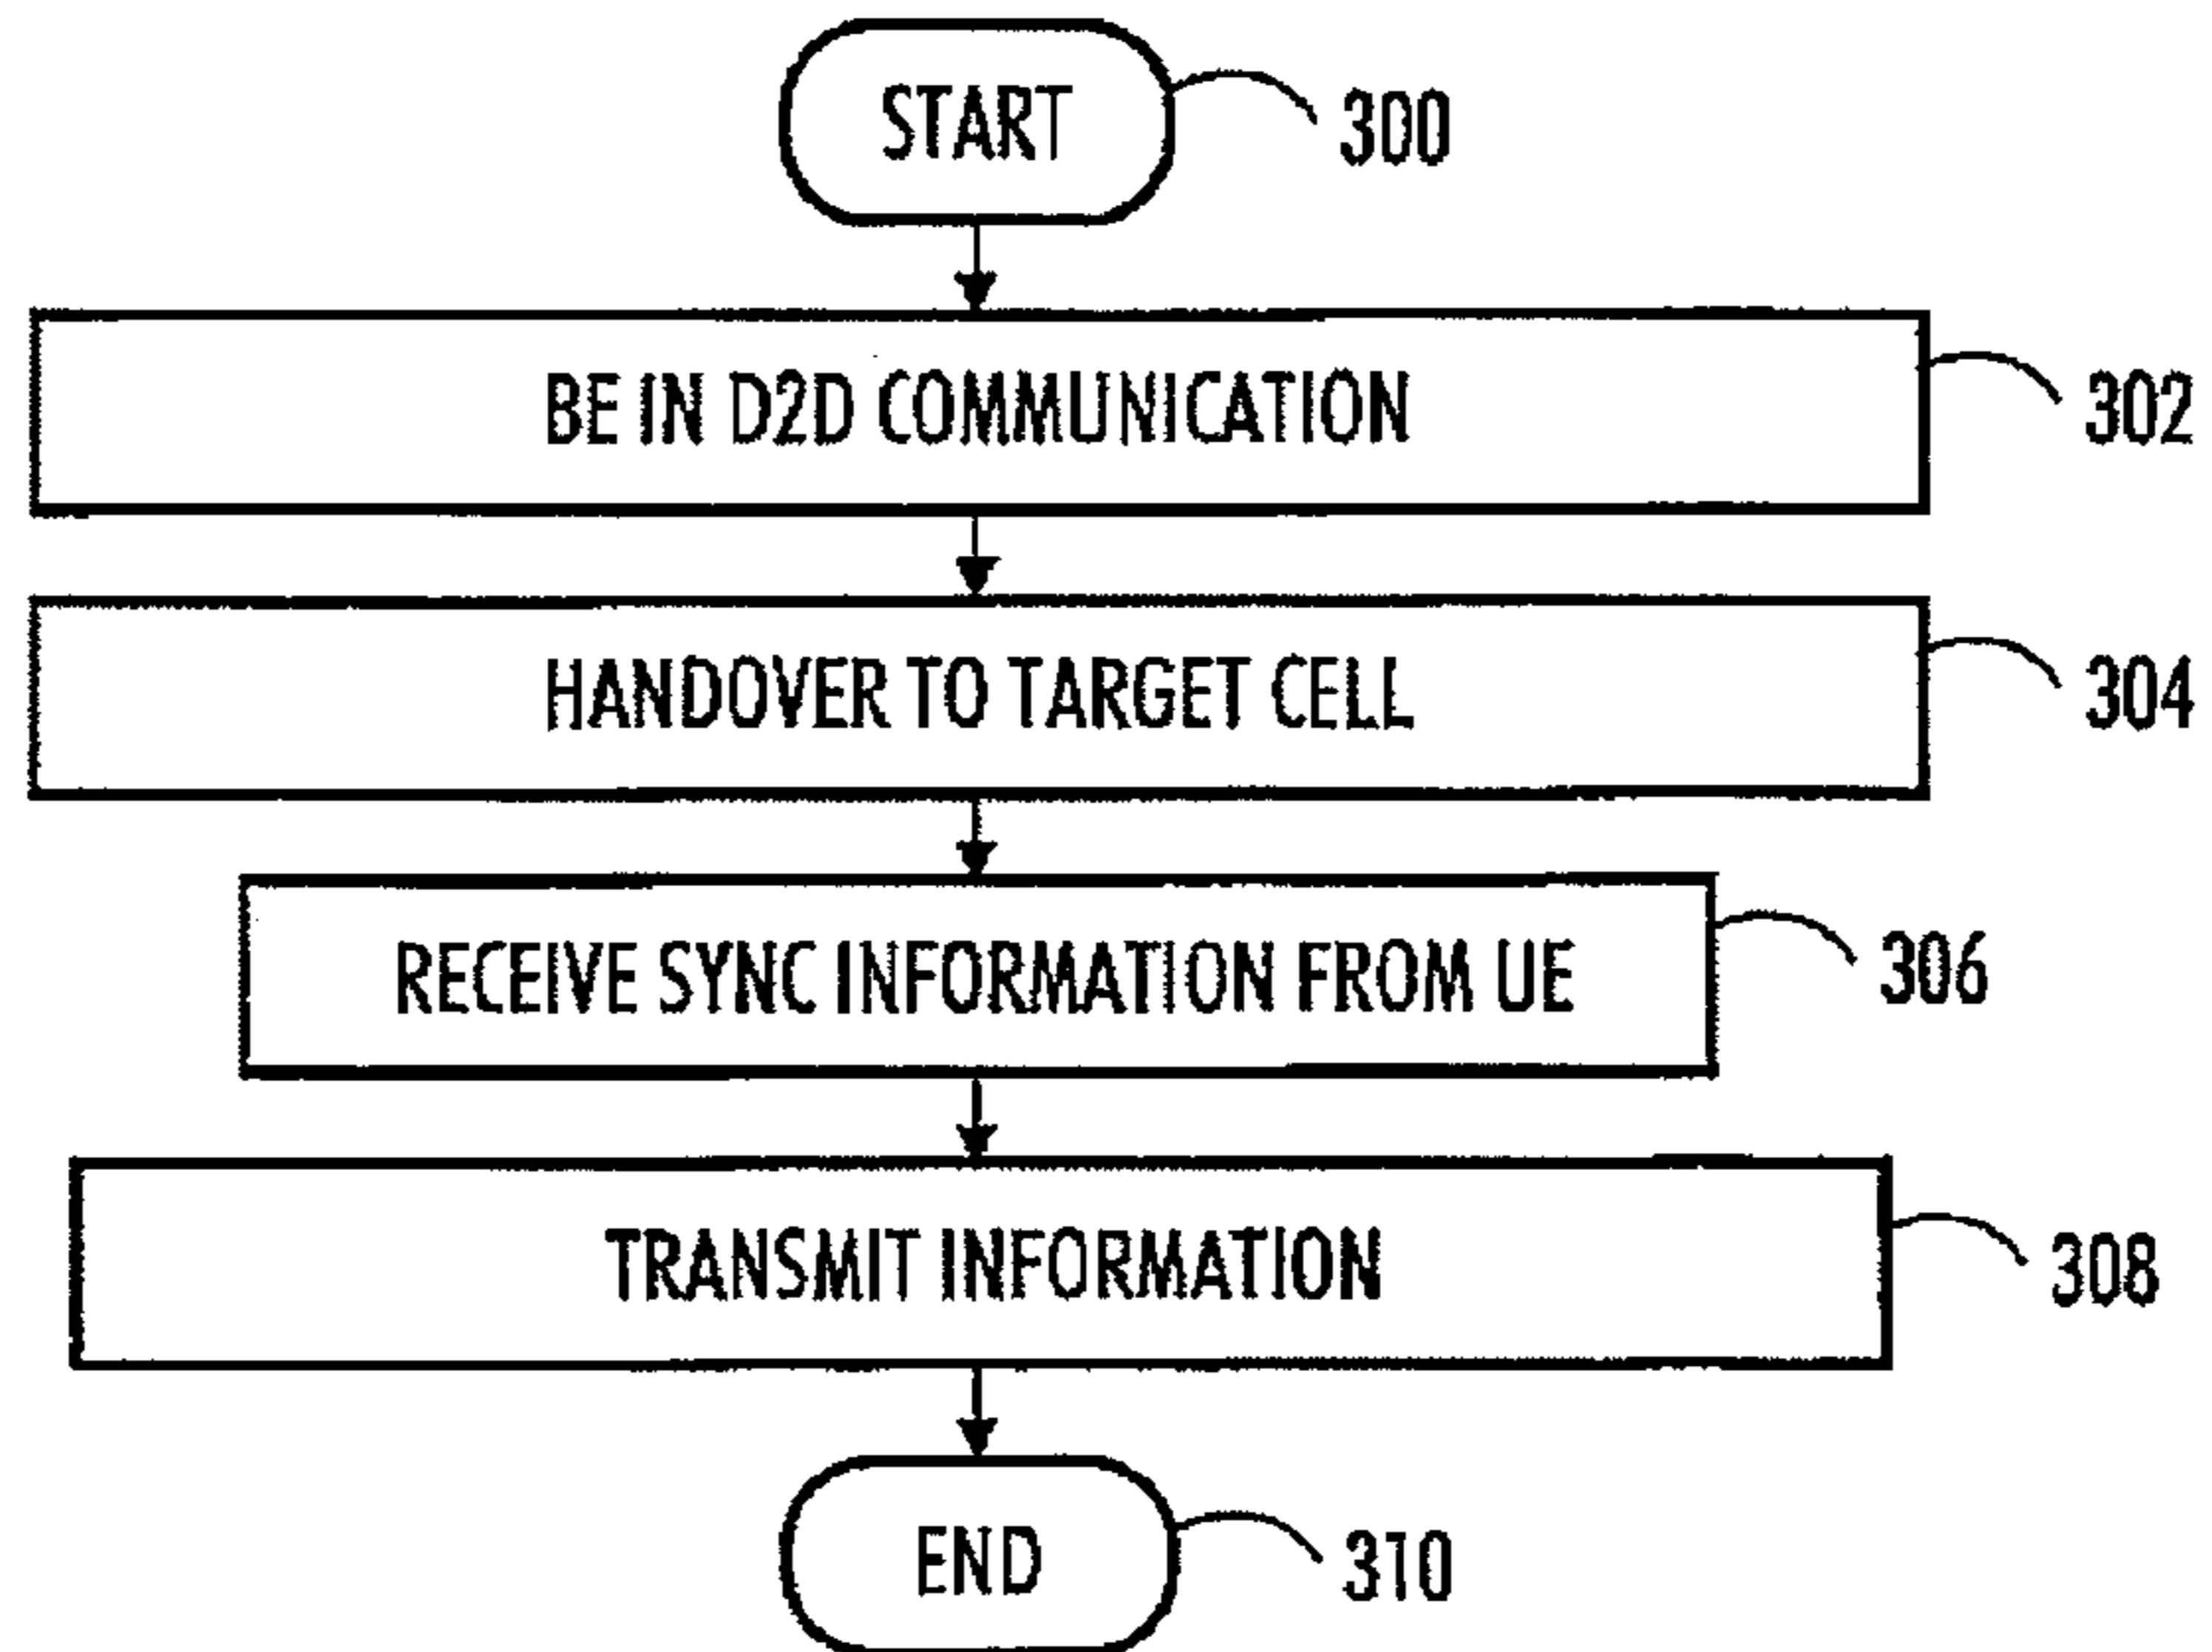 START
300
BE IN D2D COMMUNICATION
302
HANDOVER TO TARGET CELL
304
RECEIVE SYNC INFORMATION FROM UE
306
TRANSMIT INFORMATION
308
END
310